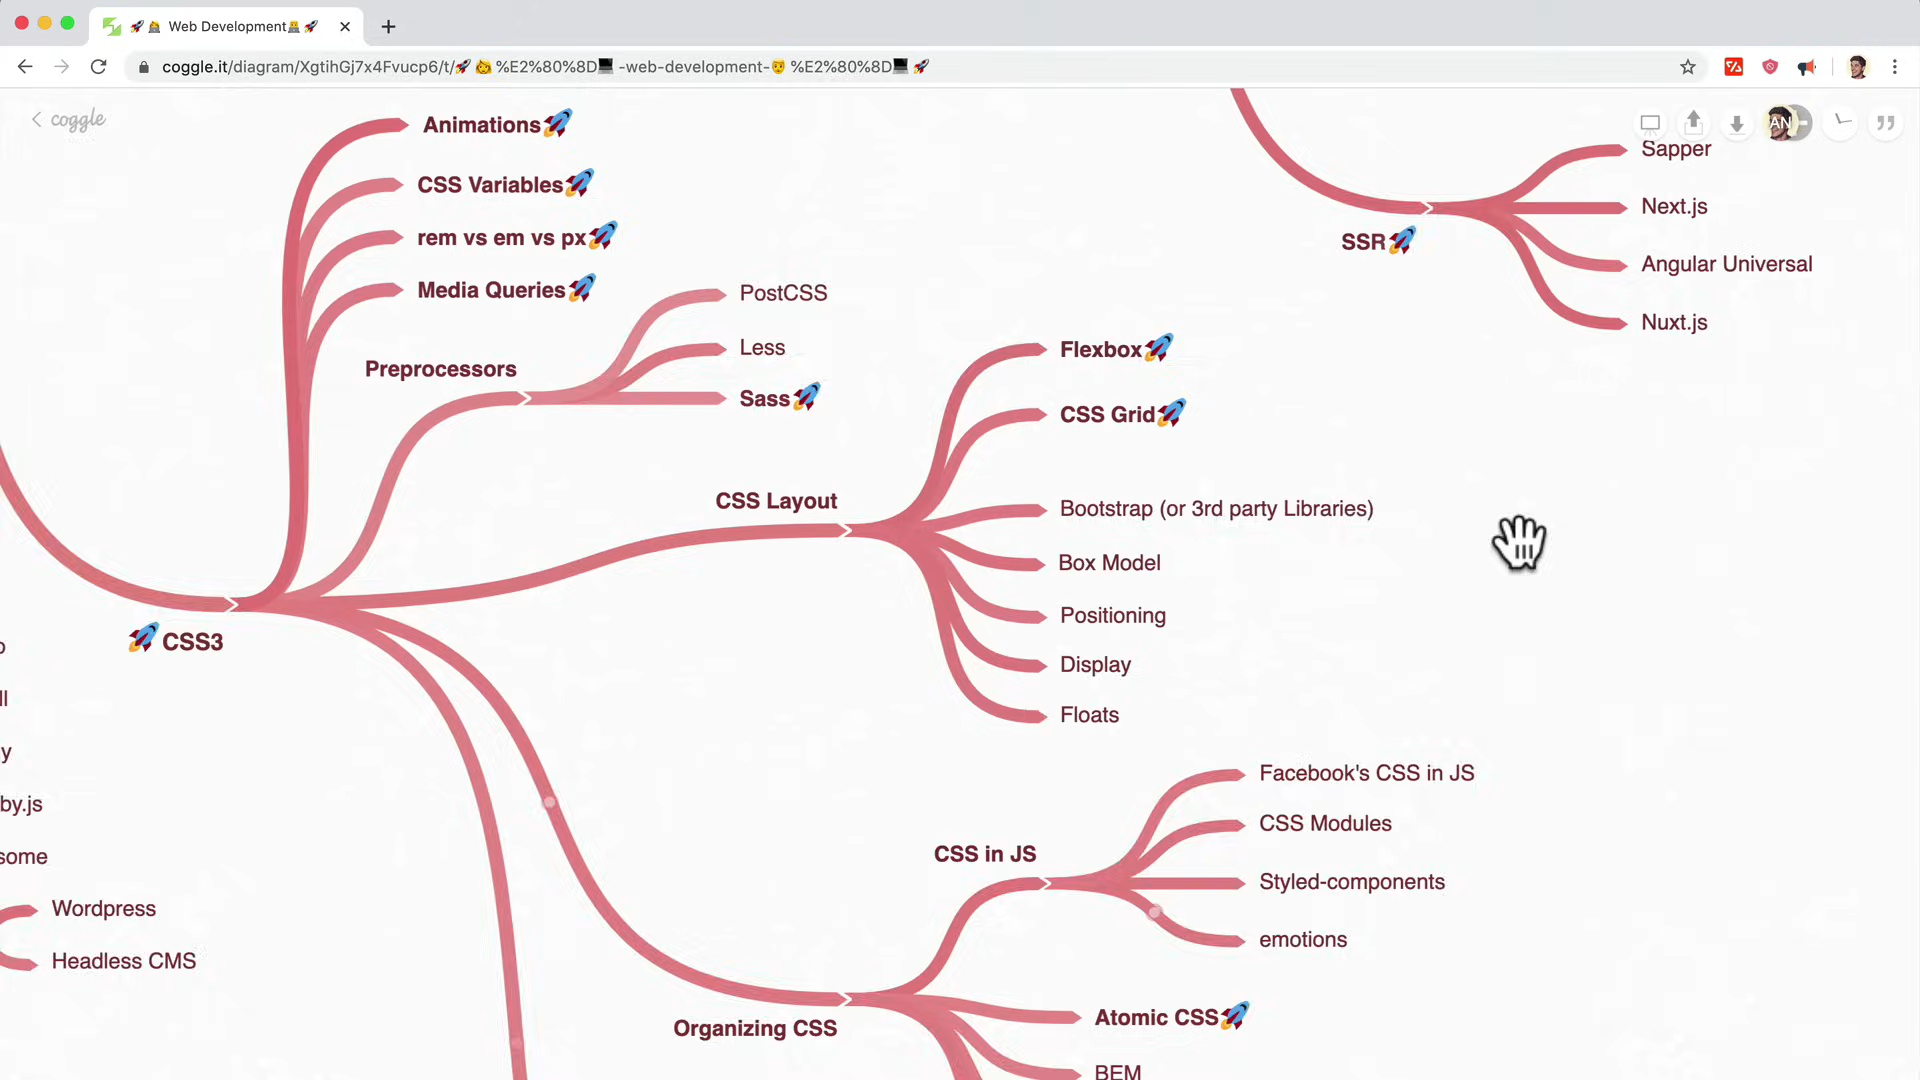 Web Development
coggle.it/diagram/XgtihGj7x4Fvucp6/t/🚀👩%E2%80%8D💻-web-development-👨%E2%80%8D💻🚀
coggle
AN
Animations
CSS Variables
rem vs em vs px
Media Queries
Preprocessors
PostCSS
Less
Sass
CSS Layout
Flexbox
CSS Grid
Bootstrap (or 3rd party Libraries)
Box Model
Positioning
Display
Floats
SSR
Sapper
Next.js
Angular Universal
Nuxt.js
CSS3
by.js
some
Wordpress
Headless CMS
CSS in JS
Facebook's CSS in JS
CSS Modules
Styled-components
emotions
Organizing CSS
Atomic CSS
BEM